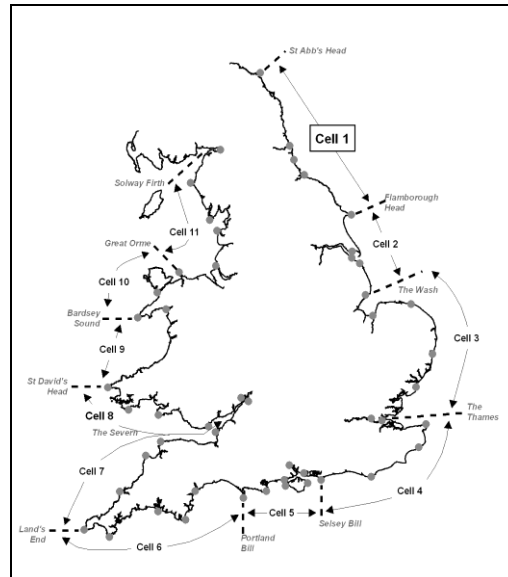 St Abb's Head
Cell 1
Solway Firth
Flamborough
Head
Cell 11
Great Orme
Cell 2
Cell 10
The Wash
Bardsey
Sound
Cell 3
Cell 9
St David's
Head
Cell 8
The
Thames
The Severn
Cell 7
Cell 4
Cell 5
Selsey Bill
Land's
End
Cell 6
Portland
Bill